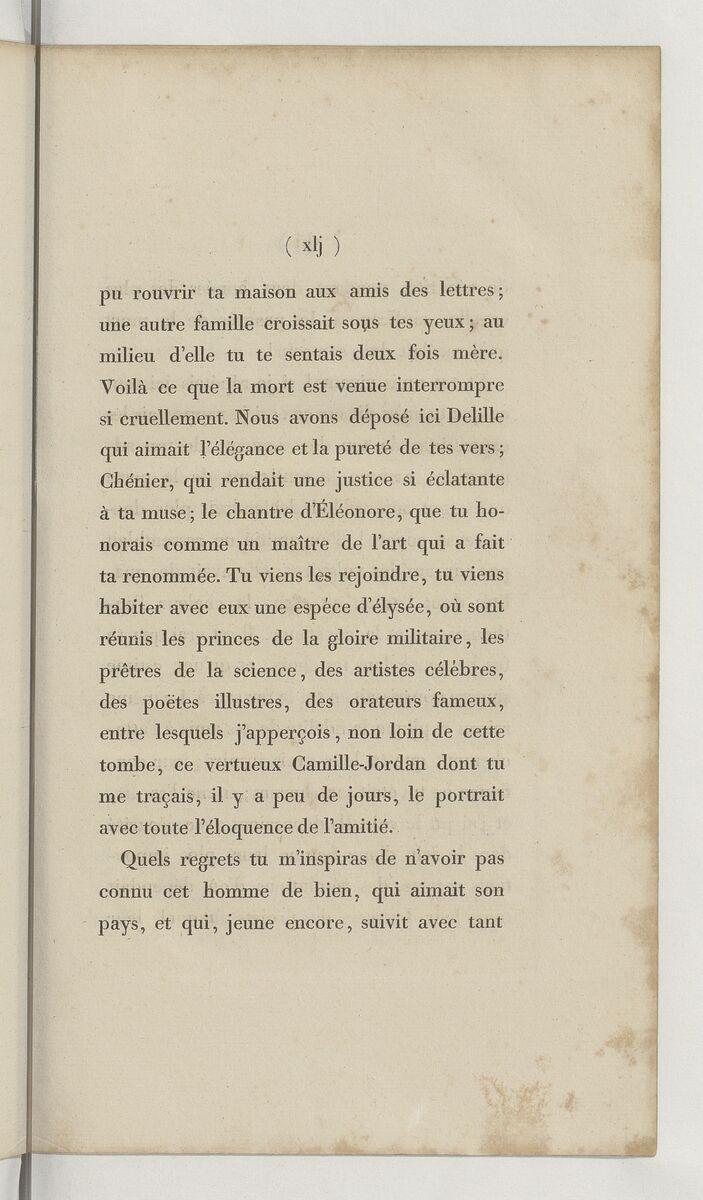 ( xlj )
pu rouvrir ta maison aux amis des lettres;
une autre famille croissait sous tes yeux; au
milieu d'elle tu te sentais deux fois mère.
Voilà ce que la mort est venue interrompre
si cruellement. Nous avons déposé ici Delille
qui aimait l'élégance et la pureté de tes vers;
Chénier, qui rendait une justice si éclatante
à ta muse; le chantre d'Éléonore, que tu ho-
norais comme un maître de l'art qui a fait
ta renommée. Tu viens les rejoindre, tu viens
habiter avec eux une espéce d'élysée, où sont
réunis les princes de la gloire militaire, les
prêtres de la science, des artistes célèbres,
des poëtes illustres, des orateurs fameux,
entre lesquels j'apperçois, non loin de cette
tombe, ce vertueux Camille-Jordan dont tu
me traçais, il y a peu de jours, le portrait
avec toute l'éloquence de l'amitié.
Quels regrets tu m'inspiras de n'avoir pas
connu cet homme de bien, qui aimait son
pays, et qui, jeune encore, suivit avec tant